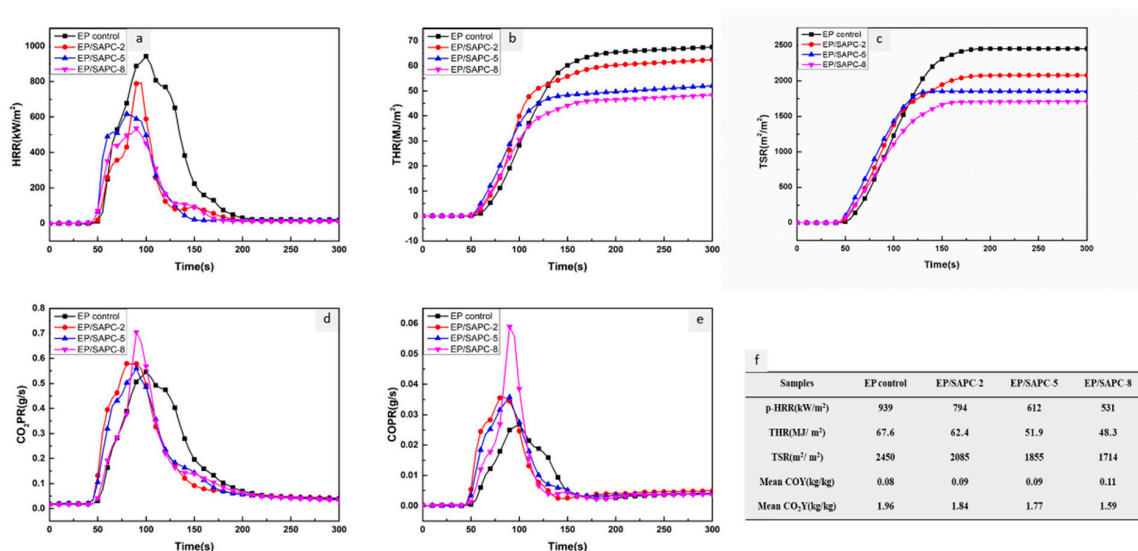 a
EP control
EP/SAPC-2
EP/SAPC-5
EP/SAPC-8
HRR(kW/m²)
1000
800
600
400
200
0
0 50 100 150 200 250 300
Time(s)
b
EP control
EP/SAPC-2
EP/SAPC-5
EP/SAPC-8
THR(MJ/m²)
70
60
50
40
30
20
10
0
-10
0 50 100 150 200 250 300
Time(s)
c
EP control
EP/SAPC-2
EP/SAPC-5
EP/SAPC-8
TSR(m²/m²)
2500
2000
1500
1000
500
0
0 50 100 150 200 250 300
Time(s)
d
EP control
EP/SAPC-2
EP/SAPC-5
EP/SAPC-8
CO₂PR(g/s)
0.8
0.7
0.6
0.5
0.4
0.3
0.2
0.1
0.0
0 50 100 150 200 250 300
Time(s)
e
EP control
EP/SAPC-2
EP/SAPC-5
EP/SAPC-8
COPR(g/s)
0.06
0.05
0.04
0.03
0.02
0.01
0.00
0 50 100 150 200 250 300
Time(s)
f
Samples EP control EP/SAPC-2 EP/SAPC-5 EP/SAPC-8
p-HRR(kW/m²) 939 794 612 531
THR(MJ/ m²) 67.6 62.4 51.9 48.3
TSR(m²/ m²) 2450 2085 1855 1714
Mean COY(kg/kg) 0.08 0.09 0.09 0.11
Mean CO₂Y(kg/kg) 1.96 1.84 1.77 1.59